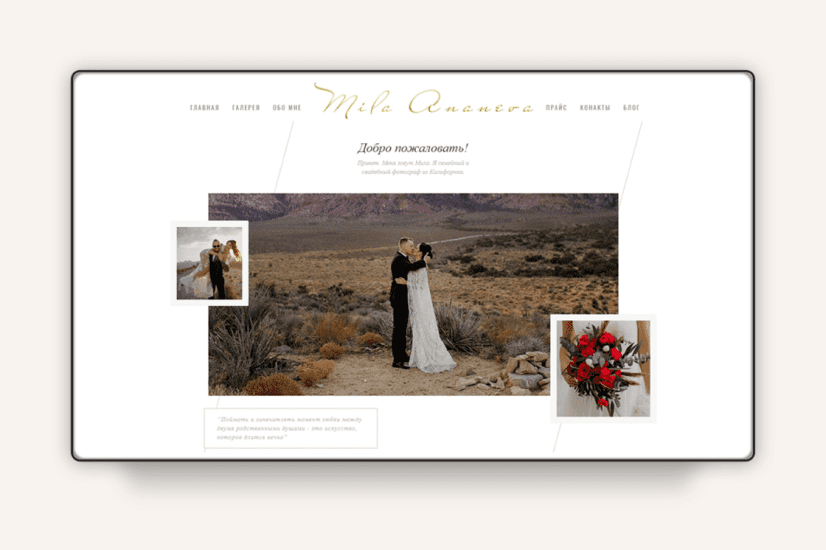 ГЛАВНАЯ ГАЛЕРЕЯ ОБО МНЕ Mila Ananeva ПРАЙС КОНАКТЫ БЛОГ
Добро пожаловать!
Привет. Меня зовут Мила. Я семейный и
свадебный фотограф из Калифорнии.
"Поймать и запечатлеть момент любви между
двумя родственными душами - это искусство,
которое длится вечно"